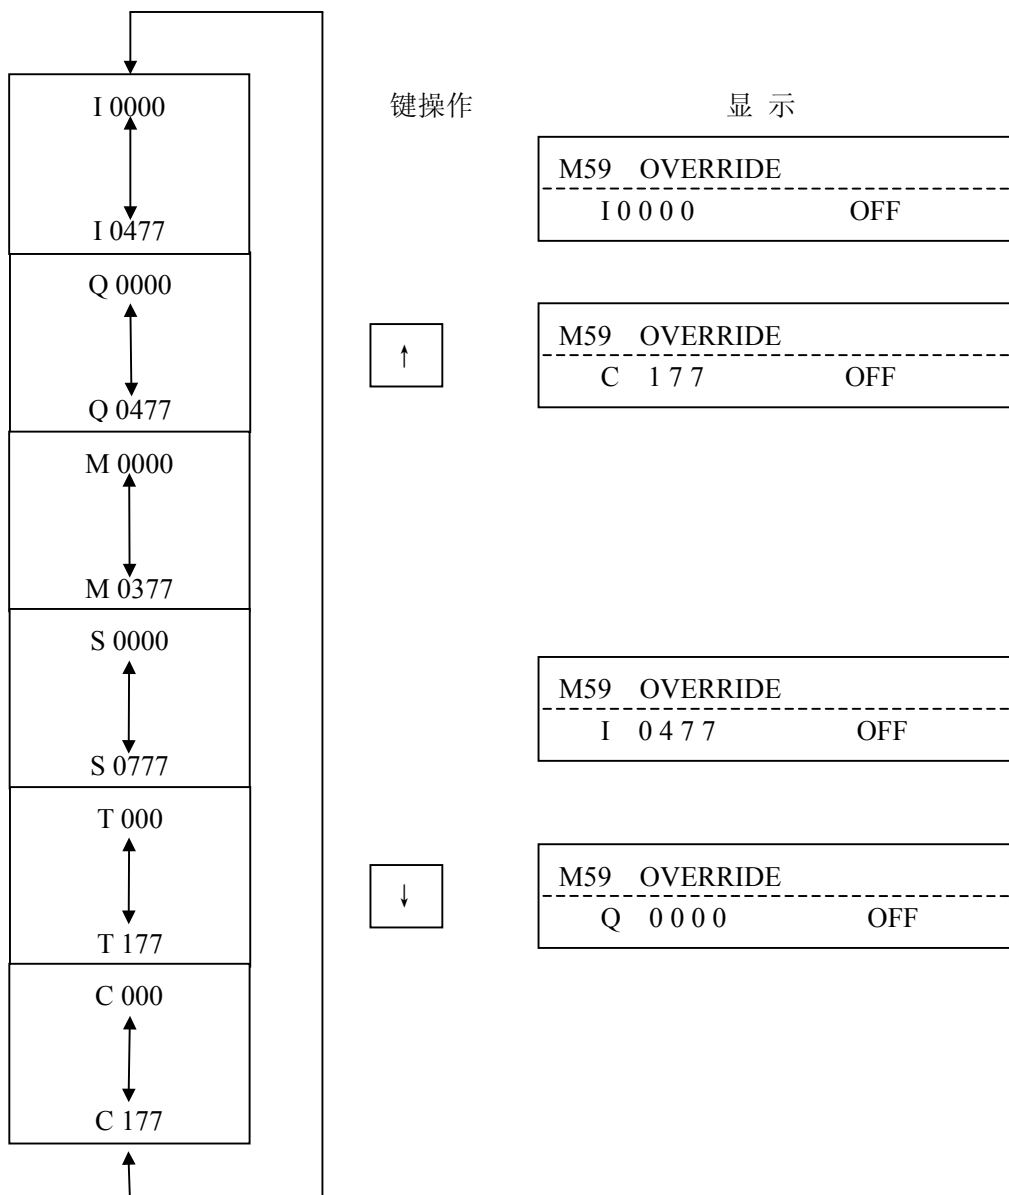 I 0000
I 0477
Q 0000
Q 0477
M 0000
M 0377
S 0000
S 0777
T 000
T 177
C 000
C 177
键操作
显 示
M59 OVERRIDE
I 0 0 0 0 OFF
↑
M59 OVERRIDE
C 1 7 7 OFF
M59 OVERRIDE
I 0 4 7 7 OFF
↓
M59 OVERRIDE
Q 0 0 0 0 OFF